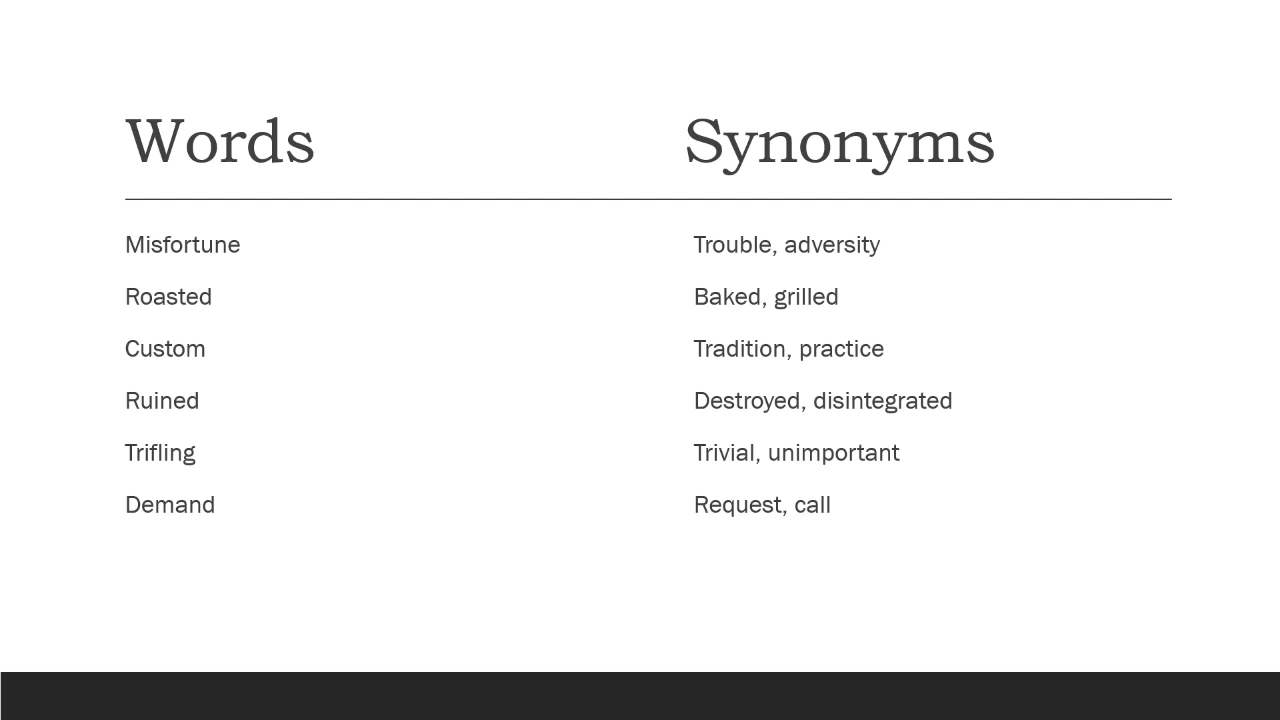 Words Synonyms
Misfortune Trouble, adversity
Roasted Baked, grilled
Custom Tradition, practice
Ruined Destroyed, disintegrated
Trifling Trivial, unimportant
Demand Request, call